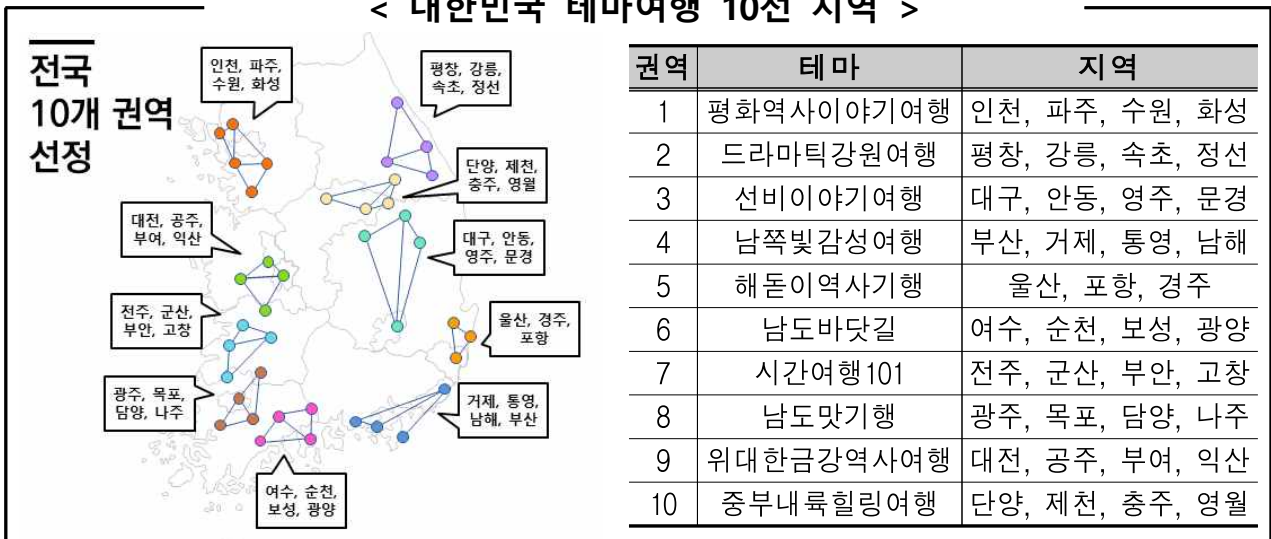 < 대한민국 테마여행 10선 지역 >
전국
10개 권역
선정
인천, 파주,
수원, 화성
평창, 강릉,
속초, 정선
단양, 제천,
충주, 영월
대전, 공주,
부여, 익산
대구, 안동,
영주, 문경
전주, 군산,
부안, 고창
울산, 경주,
포항
광주, 목포,
담양, 나주
거제, 통영,
남해, 부산
여수, 순천,
보성, 광양
권역 테마 지역
1 평화역사이야기여행 인천, 파주, 수원, 화성
2 드라마틱강원여행 평창, 강릉, 속초, 정선
3 선비이야기여행 대구, 안동, 영주, 문경
4 남쪽빛감성여행 부산, 거제, 통영, 남해
5 해돋이역사기행 울산, 포항, 경주
6 남도바닷길 여수, 순천, 보성, 광양
7 시간여행101 전주, 군산, 부안, 고창
8 남도맛기행 광주, 목포, 담양, 나주
9 위대한금강역사여행 대전, 공주, 부여, 익산
10 중부내륙힐링여행 단양, 제천, 충주, 영월